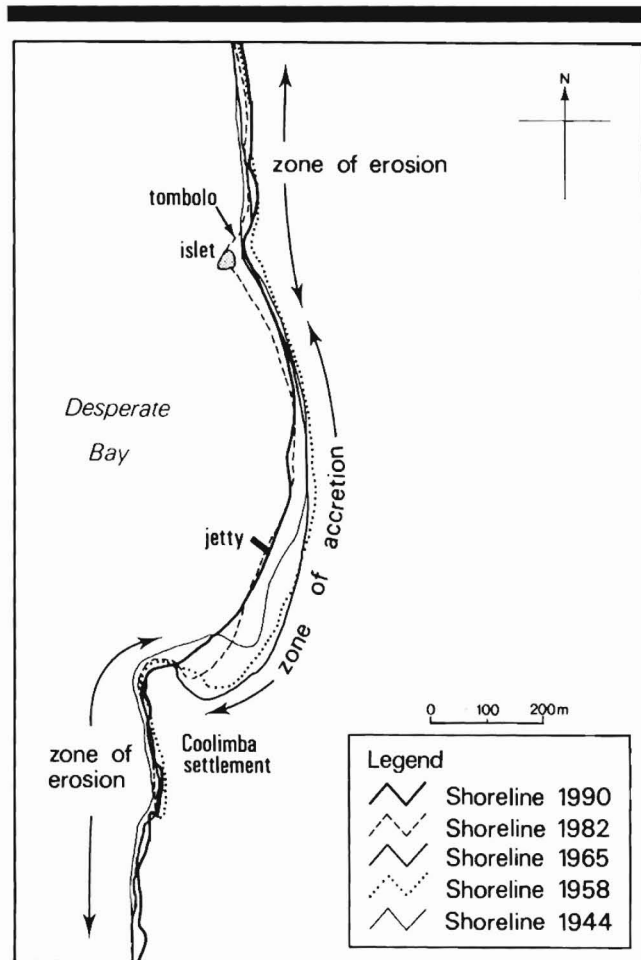 N
zone of erosion
tombolo
islet
Desperate
Bay
jetty
zone of accretion
zone of
erosion
Coolimba
settlement
0 100 200m
Legend
Shoreline 1990
Shoreline 1982
Shoreline 1965
Shoreline 1958
Shoreline 1944